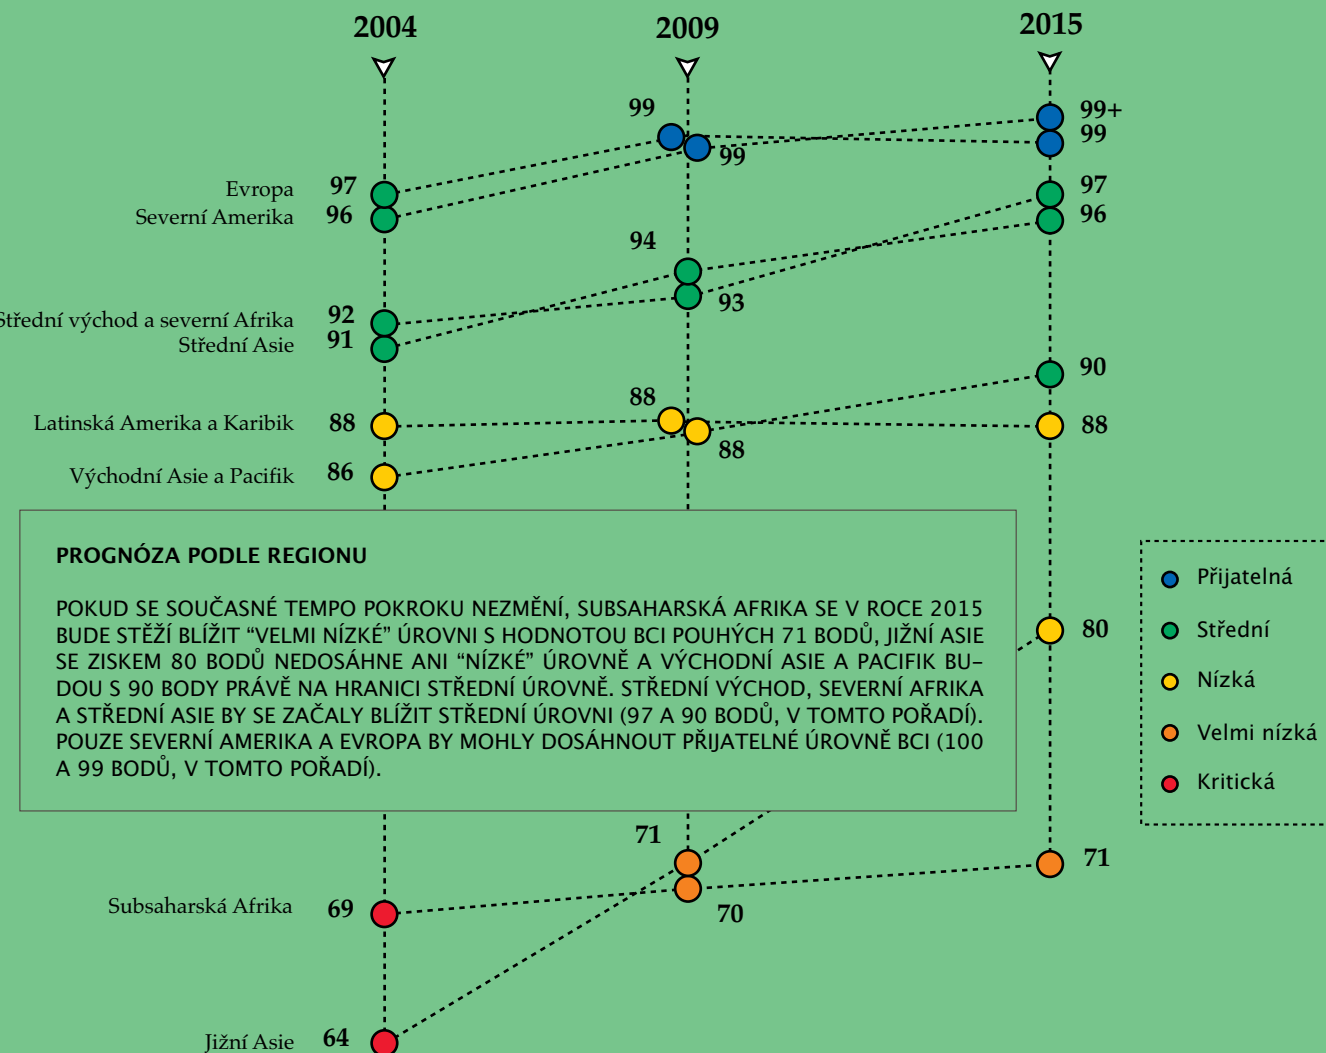 2004
2009
2015
99
99+
99
99
Evropa 97
Severní Amerika 96
97
96
94
93
Střední východ a severní Afrika 92
Střední Asie 91
90
88
Latinská Amerika a Karibik 88
88
88
Východní Asie a Pacifik 86
PROGNÓZA PODLE REGIONU
POKUD SE SOUČASNÉ TEMPO POKROKU NEZMĚNÍ, SUBSAHARSKÁ AFRIKA SE V ROCE 2015
BUDE STĚŽÍ BLÍŽIT “VELMI NÍZKÉ” ÚROVNI S HODNOTOU BCI POUHÝCH 71 BODŮ, JIŽNÍ ASIE
SE ZISKEM 80 BODŮ NEDOSÁHNE ANI “NÍZKÉ” ÚROVNĚ A VÝCHODNÍ ASIE A PACIFIK BU-
DOU S 90 BODY PRÁVĚ NA HRANICI STŘEDNÍ ÚROVNĚ. STŘEDNÍ VÝCHOD, SEVERNÍ AFRIKA
A STŘEDNÍ ASIE BY SE ZAČALY BLÍŽIT STŘEDNÍ ÚROVNI (97 A 90 BODŮ, V TOMTO POŘADÍ).
POUZE SEVERNÍ AMERIKA A EVROPA BY MOHLY DOSÁHNOUT PŘIJATELNÉ ÚROVNĚ BCI (100
A 99 BODŮ, V TOMTO POŘADÍ).
80
Přijatelná
Střední
Nízká
Velmi nízká
Kritická
71
71
70
Subsaharská Afrika 69
Jižní Asie 64